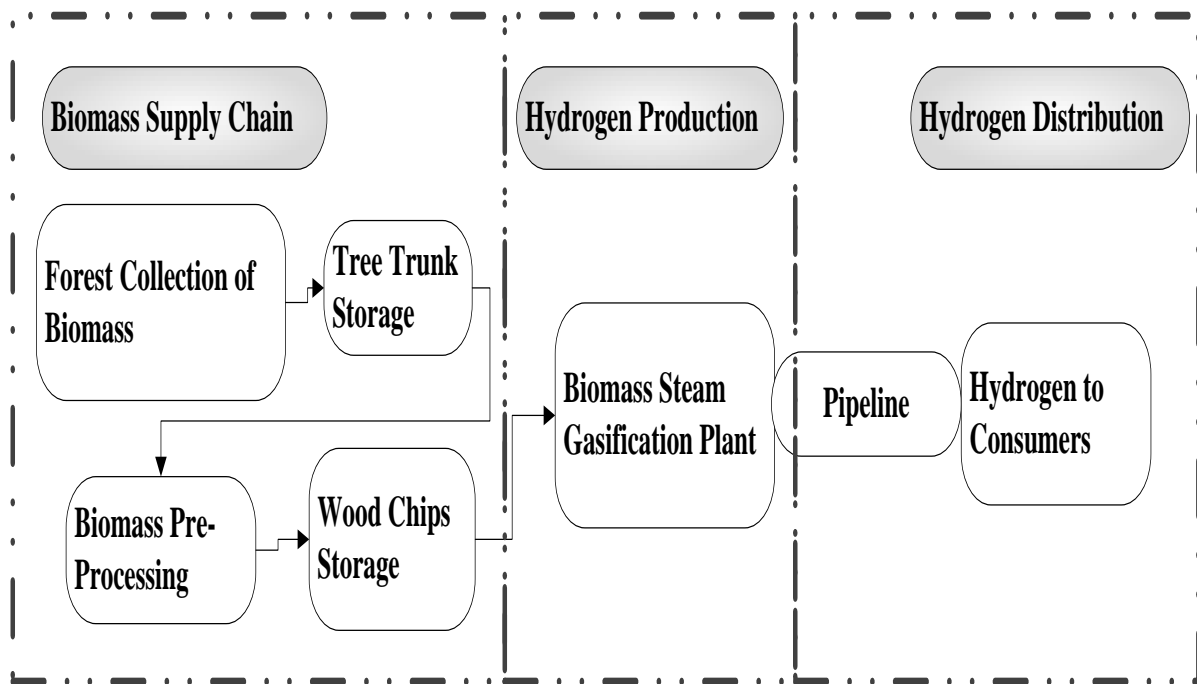 Biomass Supply Chain
Hydrogen Production
Hydrogen Distribution
Forest Collection of
Biomass
Tree Trunk
Storage
Biomass Pre-
Processing
Wood Chips
Storage
Biomass Steam
Gasification Plant
Pipeline
Hydrogen to
Consumers